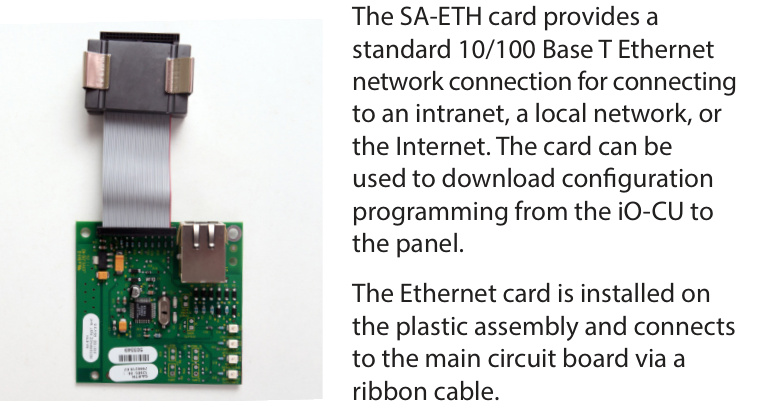 The SA-ETH card provides a
standard 10/100 Base T Ethernet
network connection for connecting
to an intranet, a local network, or
the Internet. The card can be
used to download configuration
programming from the iO-CU to
the panel.
The Ethernet card is installed on
the plastic assembly and connects
to the main circuit board via a
ribbon cable.